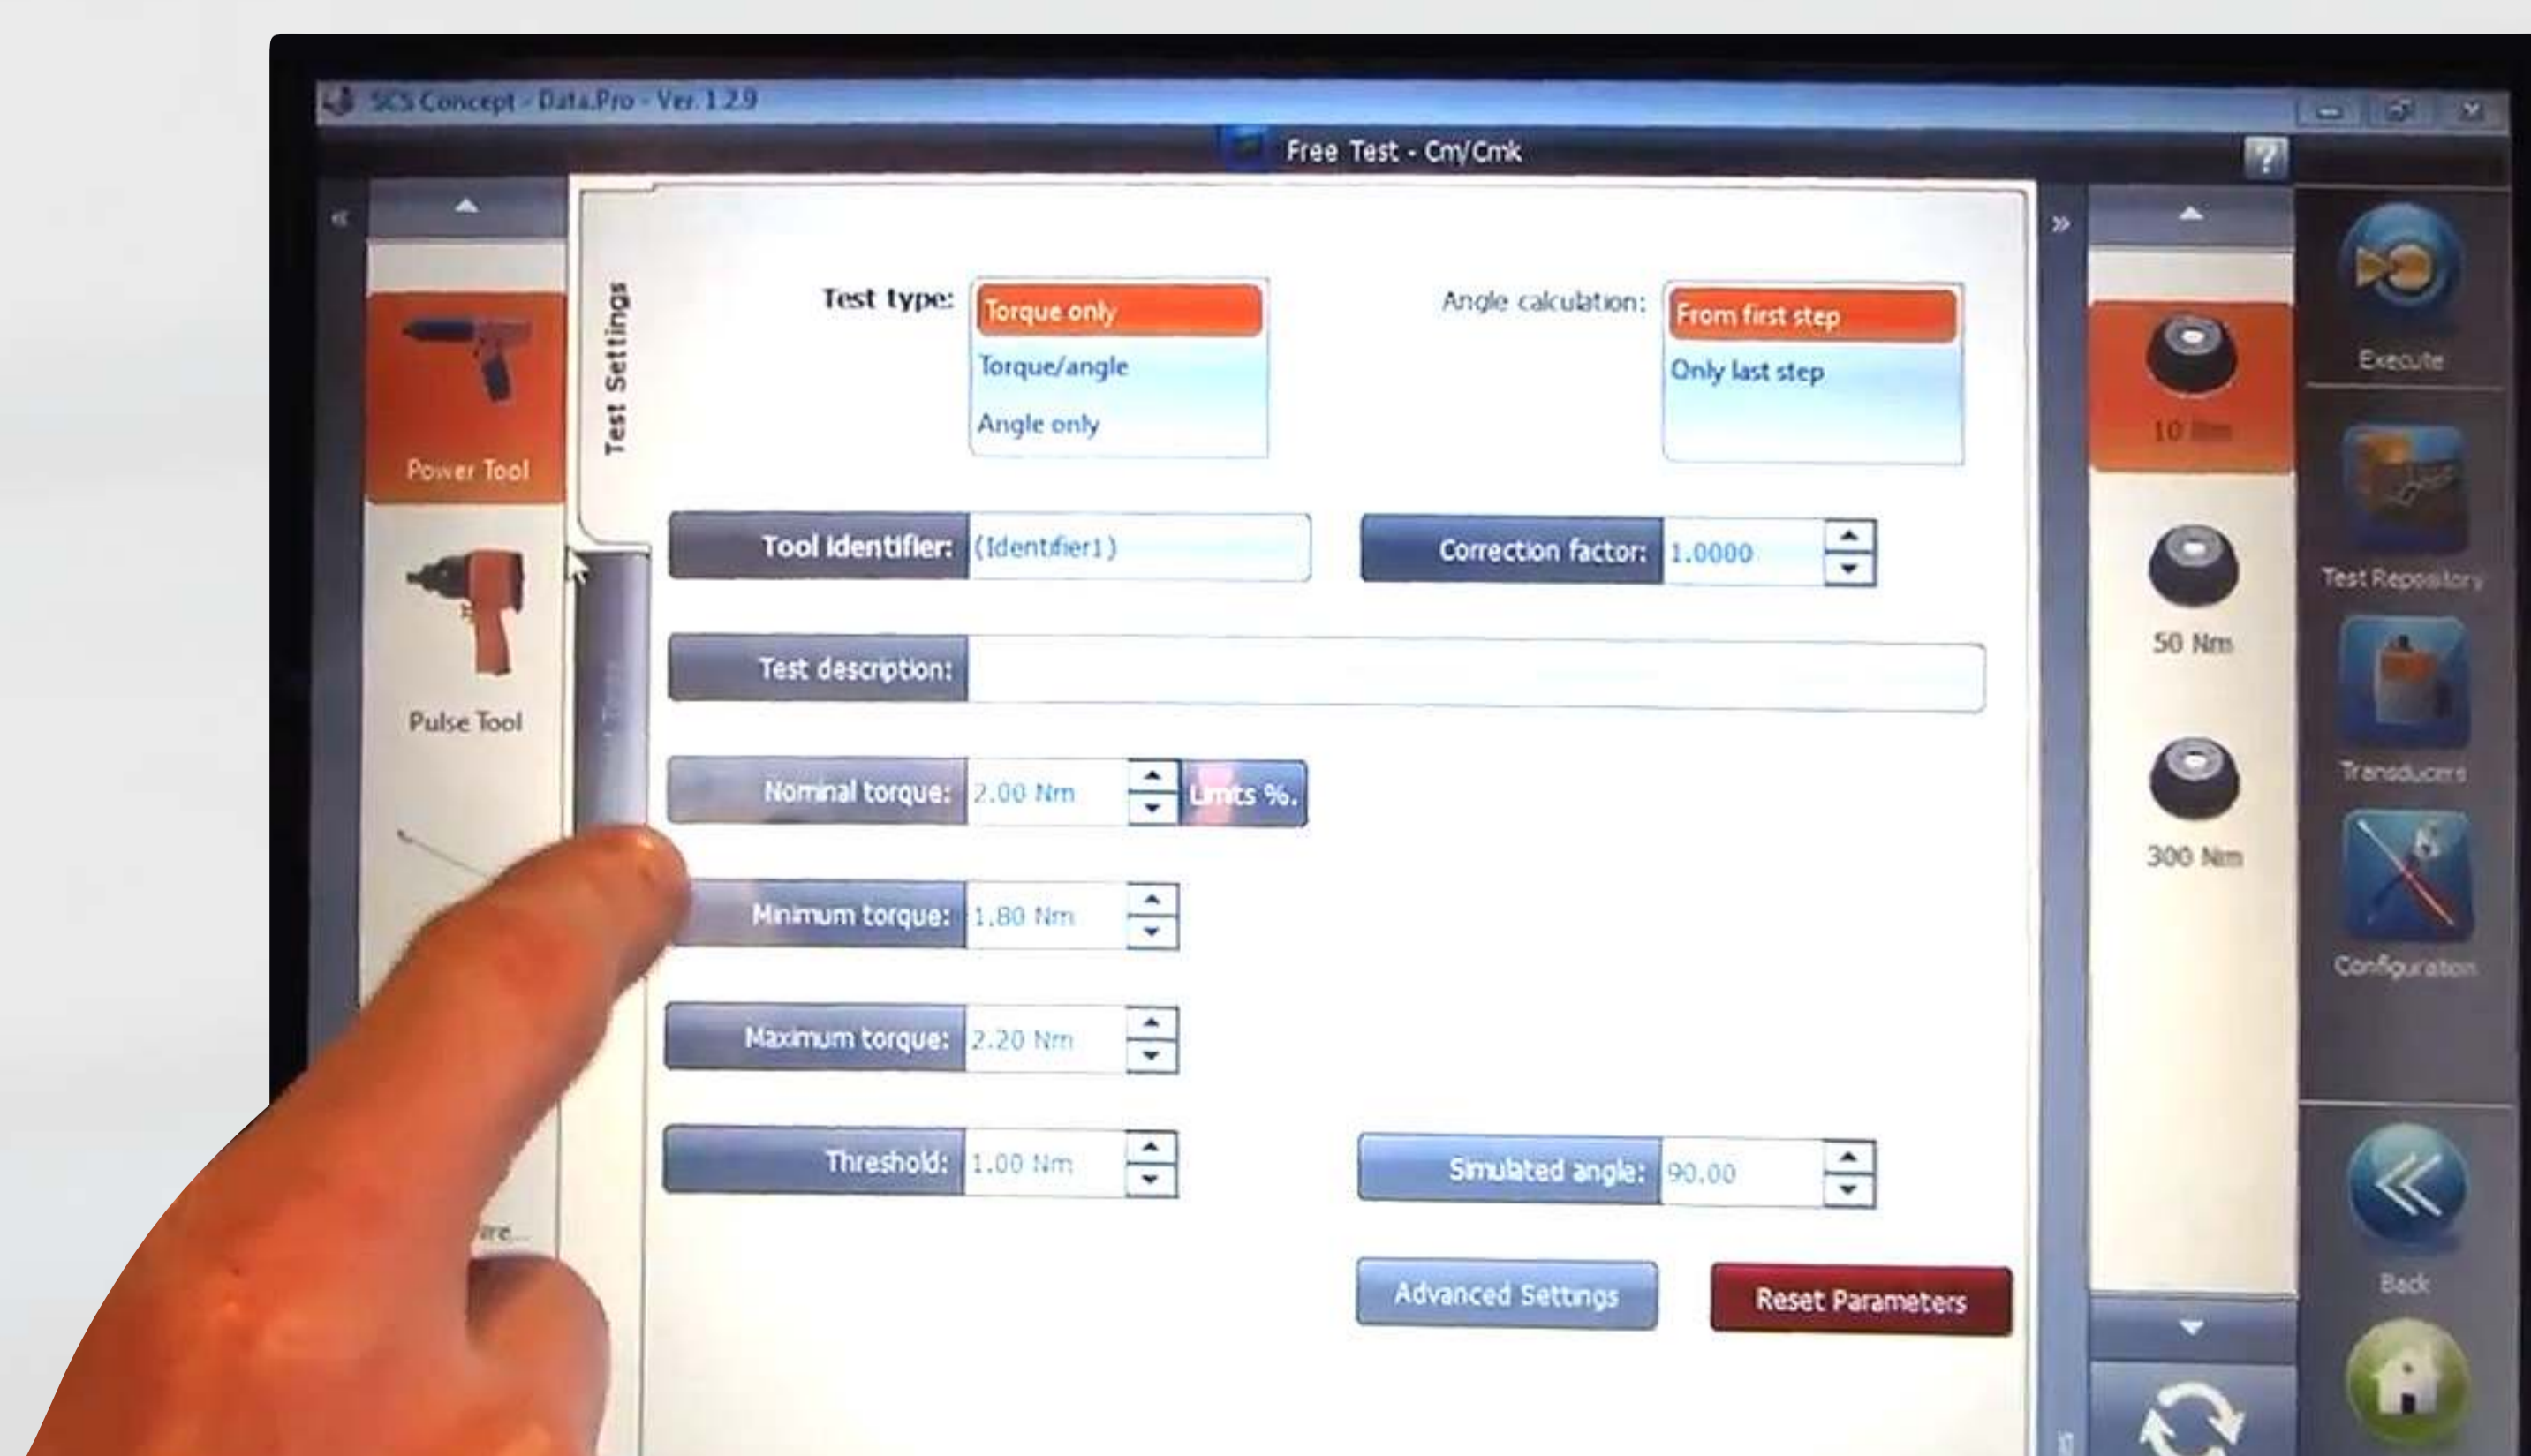 SCS Concept - Data.Pro - Ver. 1.2.9
Free Test - Cm/Cmk
?
Test Settings
Test type:
Torque only
Torque/angle
Angle only
Angle calculation:
From first step
Only last step
Power Tool
Pulse Tool
Tool identifier:
(Identifier1)
Correction factor:
1.0000
Test description:
Nominal torque:
2.00 Nm
Limits %.
Minimum torque:
1.80 Nm
Maximum torque:
2.20 Nm
Threshold:
1.00 Nm
Simulated angle:
90.00
Advanced Settings
Reset Parameters
10 Nm
50 Nm
300 Nm
Execute
Test Repository
Transducers
Configuration
Back